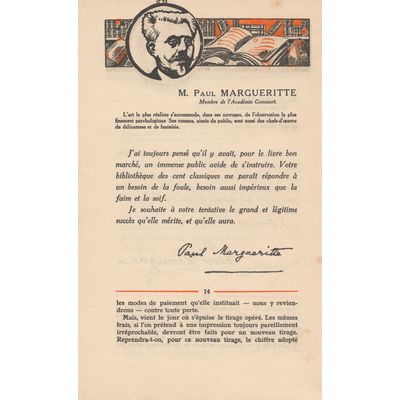 M. PAUL MARGUERITTE
Membre de l'Académie Goncourt.
L'art le plus réaliste s'accommode, dans ses ouvrages, de l'observation la plus
finement psychologique Ses romans, aimés du public, sont aussi des chefs-d'œuvre
de délicatesse et de fantaisie.
J'ai toujours pensé qu'il y avait, pour le livre bon
marché, un immense public avide de s'instruire. Votre
bibliothèque des cent classiques me paraît répondre à
un besoin de la foule, besoin aussi impérieux que la
faim et la soif.
Je souhaite à votre tentative le grand et légitime
succès qu'elle mérite, et qu'elle aura.
Paul Margueritte
14
les modes de paiement qu'elle instituait — nous y revien-
drons — contre toute perte.
Mais, vient le jour où s'épuise le tirage opéré. Les mêmes
frais, si l'on prétend à une impression toujours pareillement
irréprochable, devront être faits pour un nouveau tirage.
Reprendra-t-on, pour ce nouveau tirage, le chiffre adopté